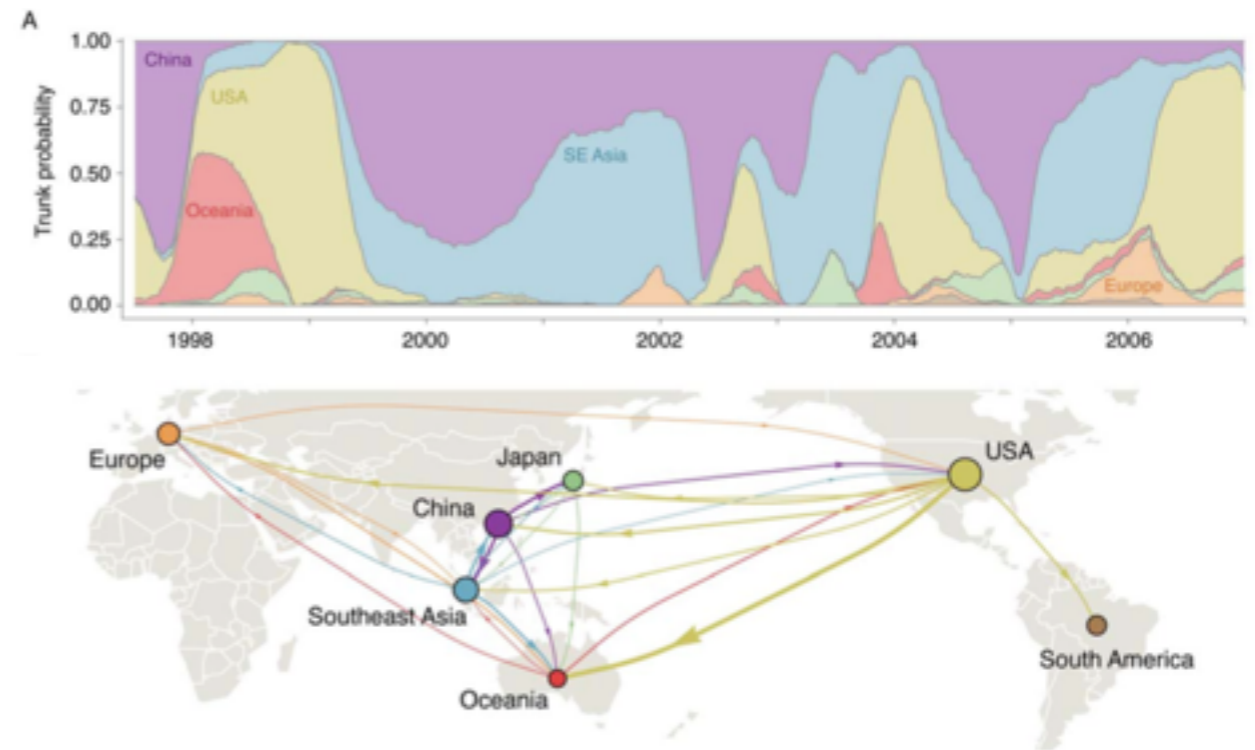 A
1.00
China
USA
0.75
SE Asia
Trunk probability
0.50
Oceania
0.25
Europe
0.00
1998
2000
2002
2004
2006
Europe
Japan
USA
China
Southeast Asia
Oceania
South America